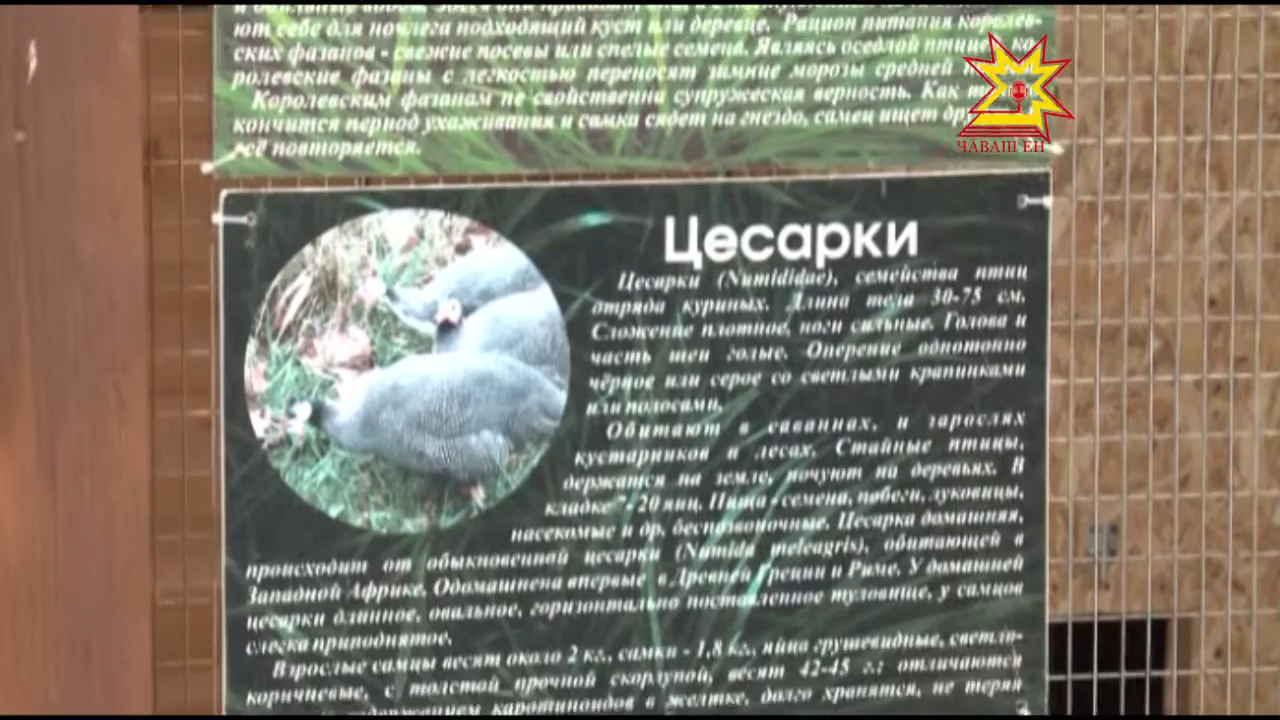 ют себе для ночлега подходящий куст или деревце. Рацион питания королев-
ских фазанов - свежие посевы или спелые семена. Являясь оседлой птицей, ко-
ролевские фазаны с легкостью переносят зимние морозы средней
Королевским фазанам не свойственна супружеская верность. Как
кончится период ухаживания и самка сядет на гнездо, самец ищет
всё повторяется.
ЧӐВАШ ЕН
Цесарки
Цесарки (Numididae), семейства птиц
отряда куриных. Длина тела 30-75 см.
Сложение плотное, ноги сильные. Голова и
часть шеи голые. Оперение однотонно
чёрное или серое со светлыми крапинками
или полосами.
Обитают в саваннах, и зарослях
кустарников и лесах. Стайные птицы,
держатся на земле, ночуют на деревьях. В
кладке 7- 20 яиц. Пища - семена, побеги, луковицы,
насекомые и др. беспозвоночные. Цесарка домашняя,
происходит от обыкновенной цесарки (Numida meleagris), обитающей в
Западной Африке. Одомашнена впервые в Древней Греции и Риме. У домашней
цесарки длинное, овальное, горизонтально поставленное туловище, у самцов
слегка приподнятое.
Взрослые самцы весят около 2 кг., самки - 1,8 кг., яйца грушевидные, светло-
коричневые, с толстой прочной скорлупой, весят 42-45 г.: отличаются
содержанием каротиноидов в желтке, долго хранятся, не теряя